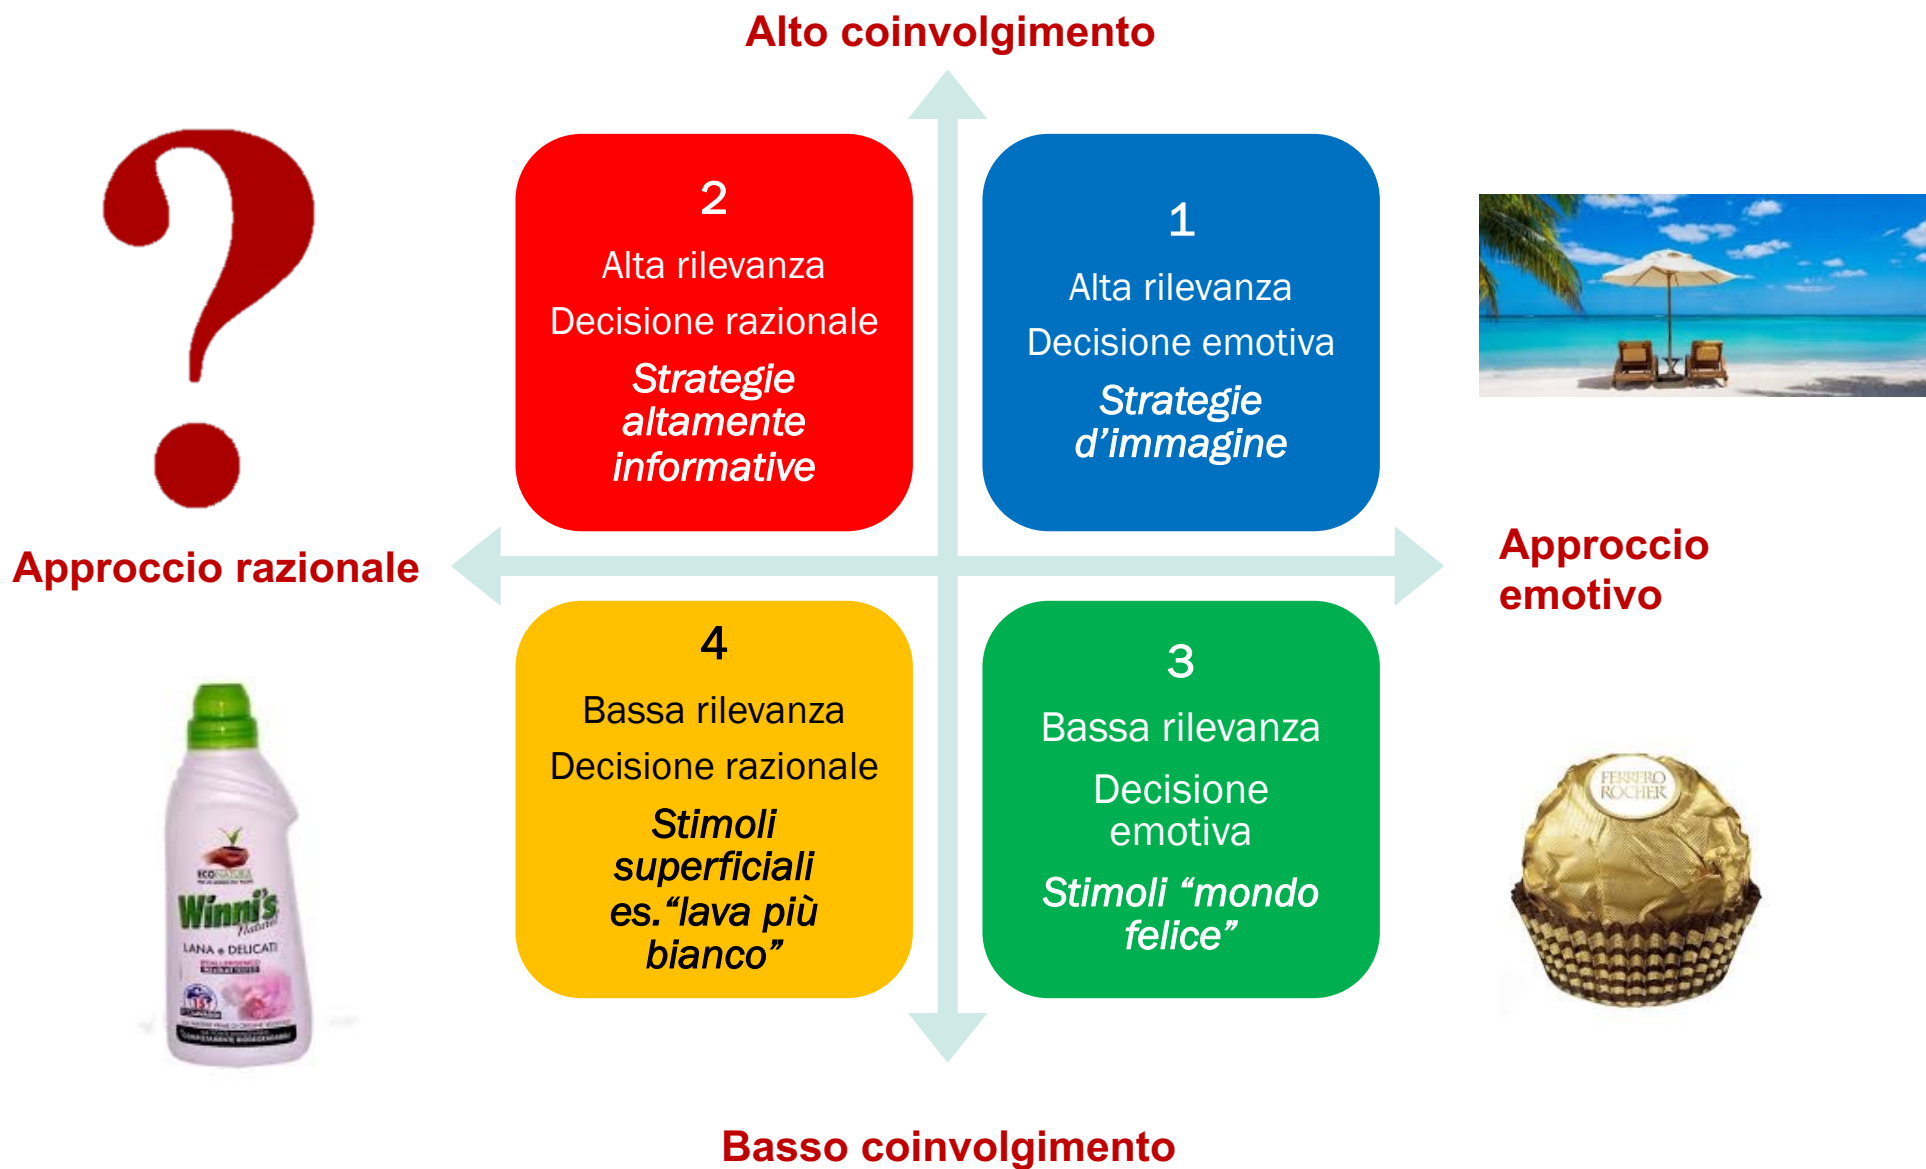 Alto coinvolgimento
2
Alta rilevanza
Decisione razionale
Strategie
altamente
informative
1
Alta rilevanza
Decisione emotiva
Strategie
d’immagine
Approccio razionale
Approccio
emotivo
4
Bassa rilevanza
Decisione razionale
Stimoli
superficiali
es.“lava più
bianco”
3
Bassa rilevanza
Decisione
emotiva
Stimoli “mondo
felice”
ECONATURA
Winni's
Naturel
LANA e DELICATI
FERRERO
ROCHER
Basso coinvolgimento